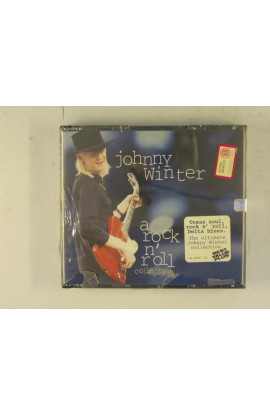 johnny
Winter
a
rock
n'
roll
collection
Texas soul,
rock n' roll,
Delta blues.
The ultimate
Johnny Winter
collection.